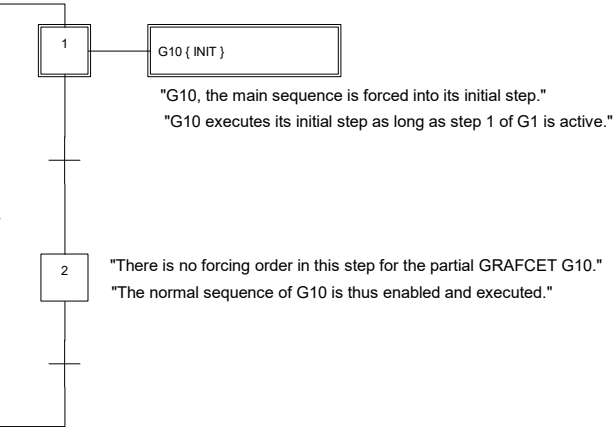 1
G10 { INIT }
"G10, the main sequence is forced into its initial step."
"G10 executes its initial step as long as step 1 of G1 is active."
2
"There is no forcing order in this step for the partial GRAFCET G10."
"The normal sequence of G10 is thus enabled and executed."